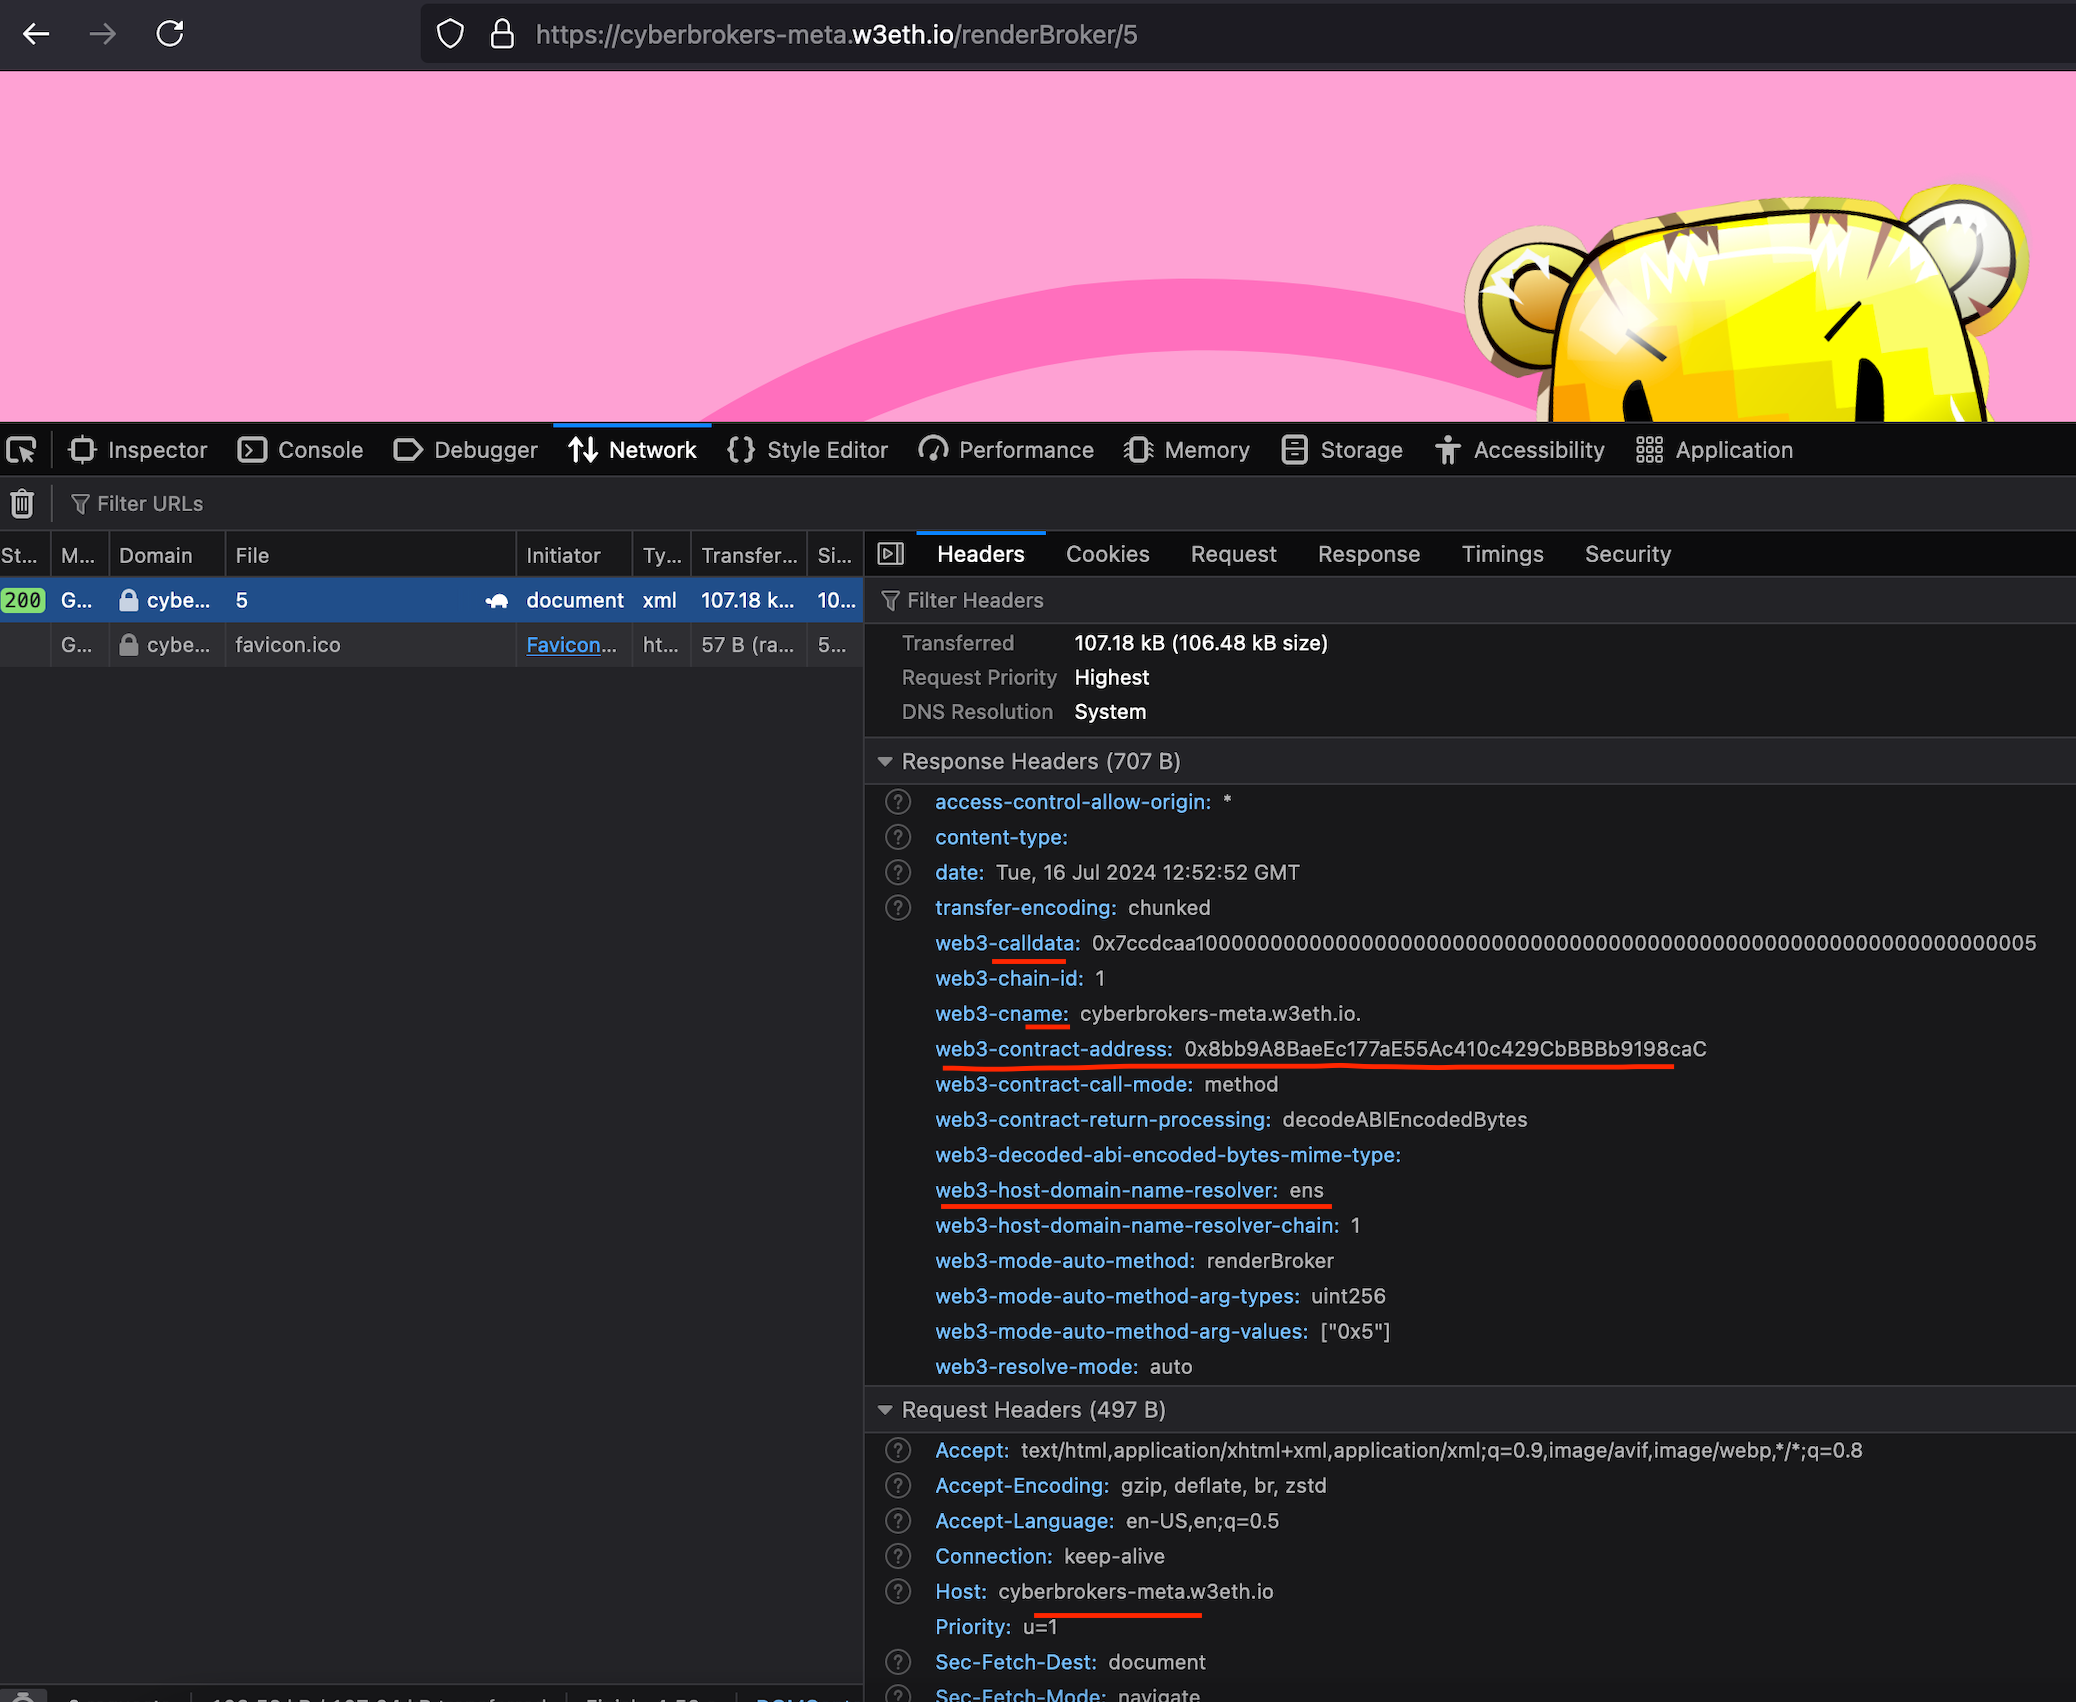 https://cyberbrokers-meta.w3eth.io/renderBroker/5
Inspector Console Debugger Network Style Editor Performance Memory Storage Accessibility Application
Filter URLs
St... M... Domain File Initiator Ty... Transfer... Si...
200 G... cybe... 5 document xml 107.18 k... 10...
G... cybe... favicon.ico Favicon... ht... 57 B (ra... 5...
Headers Cookies Request Response Timings Security
Filter Headers
Transferred 107.18 kB (106.48 kB size)
Request Priority Highest
DNS Resolution System
Response Headers (707 B)
access-control-allow-origin: *
content-type:
date: Tue, 16 Jul 2024 12:52:52 GMT
transfer-encoding: chunked
web3-calldata: 0x7ccdcaa10000000000000000000000000000000000000000000000000000000000000005
web3-chain-id: 1
web3-cname: cyberbrokers-meta.w3eth.io.
web3-contract-address: 0x8bb9A8BaeEc177aE55Ac410c429CbBBBb9198caC
web3-contract-call-mode: method
web3-contract-return-processing: decodeABIEncodedBytes
web3-decoded-abi-encoded-bytes-mime-type:
web3-host-domain-name-resolver: ens
web3-host-domain-name-resolver-chain: 1
web3-mode-auto-method: renderBroker
web3-mode-auto-method-arg-types: uint256
web3-mode-auto-method-arg-values: ["0x5"]
web3-resolve-mode: auto
Request Headers (497 B)
Accept: text/html,application/xhtml+xml,application/xml;q=0.9,image/avif,image/webp,*/*;q=0.8
Accept-Encoding: gzip, deflate, br, zstd
Accept-Language: en-US,en;q=0.5
Connection: keep-alive
Host: cyberbrokers-meta.w3eth.io
Priority: u=1
Sec-Fetch-Dest: document
Sec-Fetch-Mode: navigate